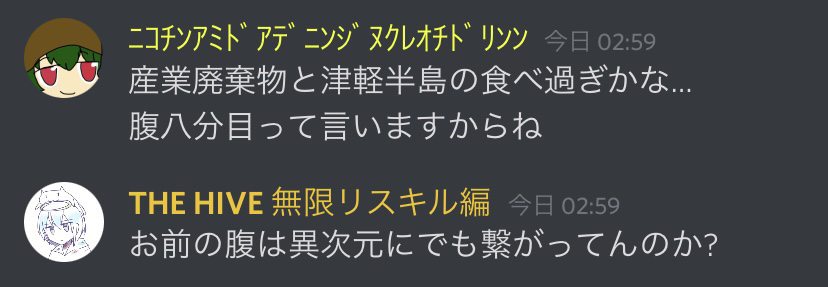 ﾆｺﾁﾝｱﾐﾄﾞｱﾃﾞﾆﾝｼﾞﾇｸﾚｵﾁﾄﾞﾘﾝﾝ 今日 02:59
産業廃棄物と津軽半島の食べ過ぎかな...
腹八分目って言いますからね
THE HIVE 無限リスキル編 今日 02:59
お前の腹は異次元にでも繋がってんのか?